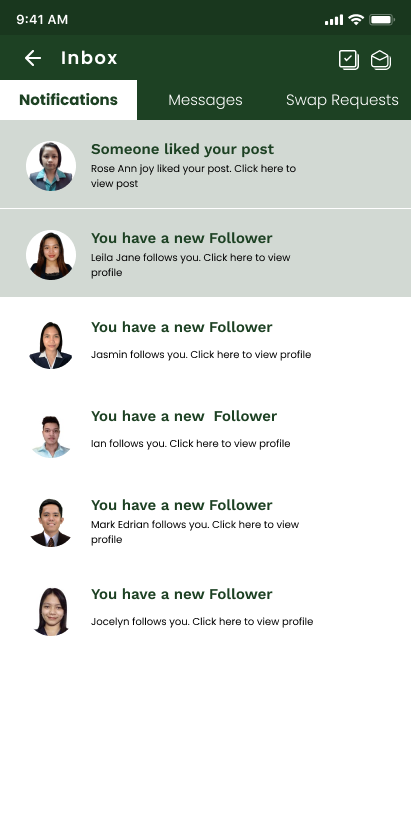 9:41 AM
Inbox
Notifications Messages Swap Requests
Someone liked your post
Rose Ann joy liked your post. Click here to
view post
You have a new Follower
Leila Jane follows you. Click here to view
profile
You have a new Follower
Jasmin follows you. Click here to view profile
You have a new  Follower
Ian follows you. Click here to view profile
You have a new Follower
Mark Edrian follows you. Click here to view
profile
You have a new Follower
Jocelyn follows you. Click here to view profile